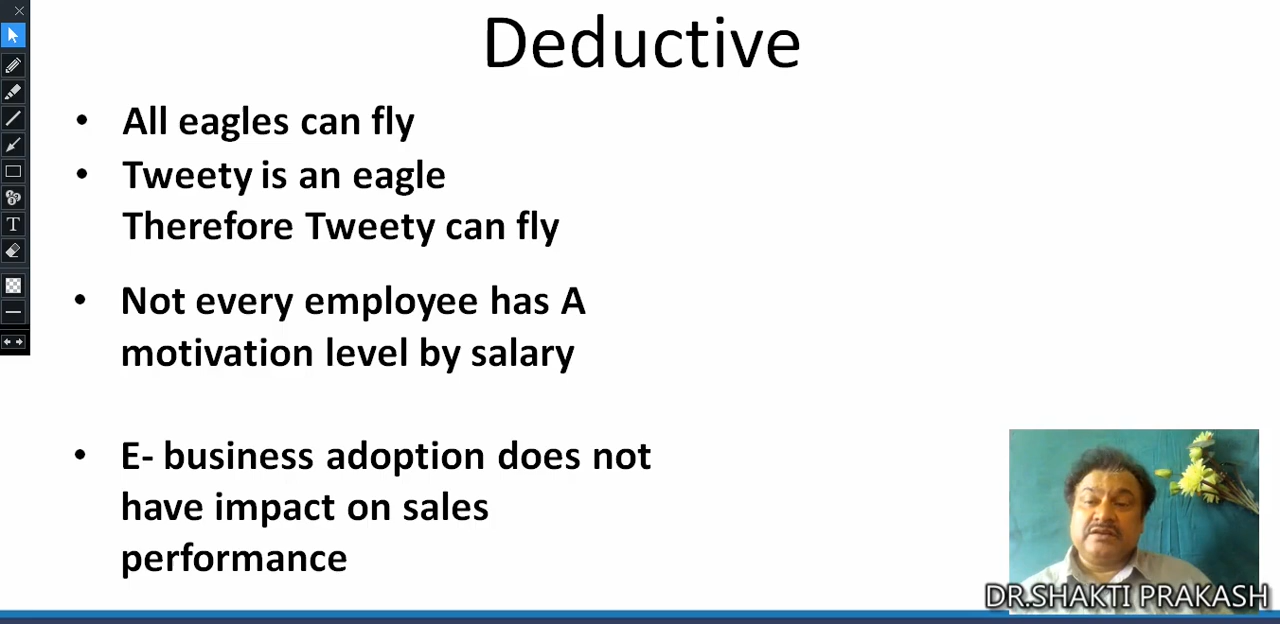 Deductive
• All eagles can fly
• Tweety is an eagle
Therefore Tweety can fly
• Not every employee has A
motivation level by salary
• E- business adoption does not
have impact on sales
performance
DR.SHAKTI PRAKASH